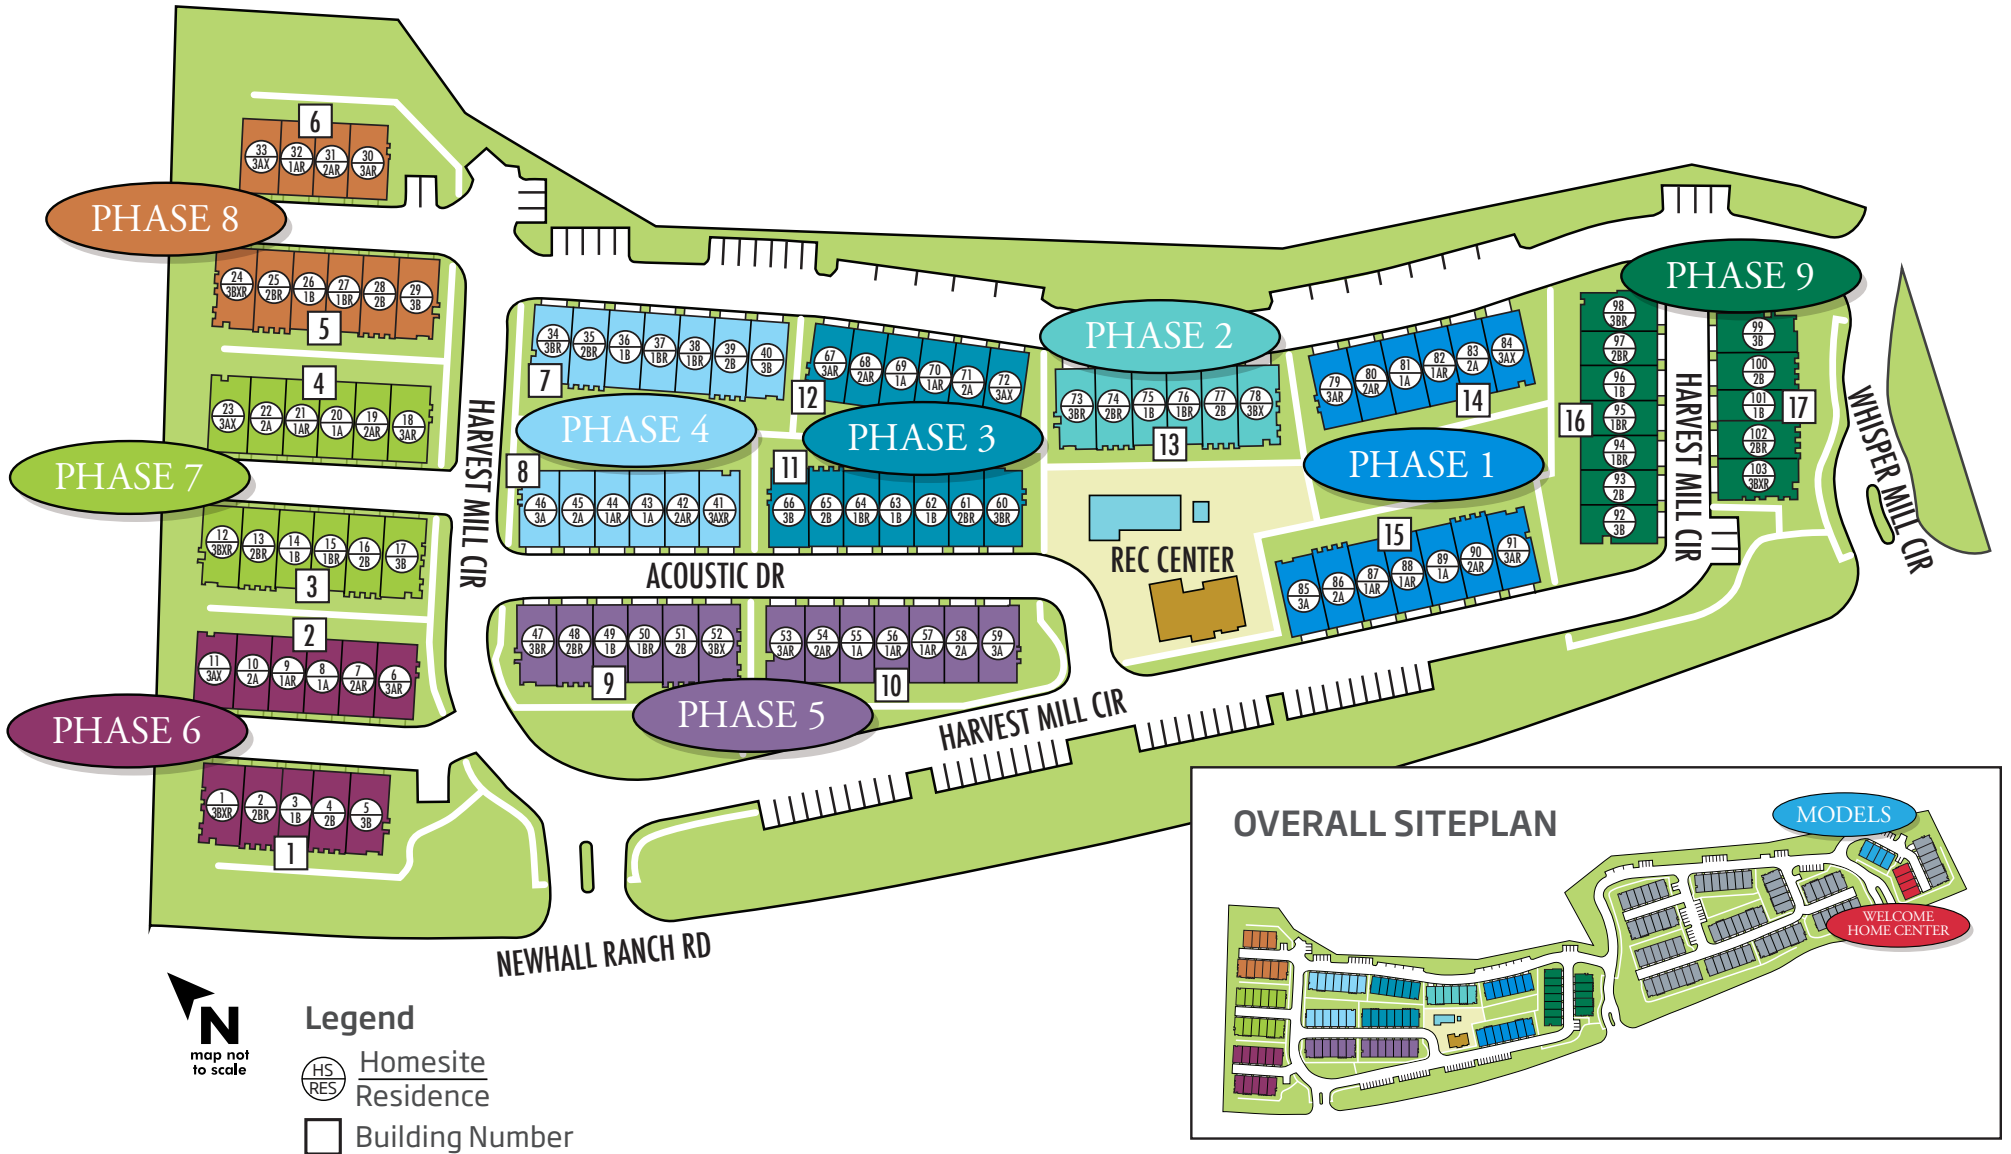 6
33
3AX
32
1AR
31
2AR
30
3AR
PHASE 8
24
3BXR
25
2BR
26
1B
27
1BR
28
2B
29
3B
5
4
23
3AX
22
2A
21
1AR
20
1A
19
2AR
18
3AR
PHASE 7
12
3BXR
13
2BR
14
1B
15
1BR
16
2B
17
3B
3
2
11
3AX
10
2A
9
1AR
8
1A
7
2AR
6
3AR
PHASE 6
1
3BXR
2
2BR
3
1B
4
2B
5
3B
1
HARVEST MILL CIR
34
3BR
35
2BR
36
1B
37
1BR
38
1BR
39
2B
40
3B
7
PHASE 4
8
46
3A
45
2A
44
1AR
43
1A
42
2AR
41
3AXR
67
3AR
68
2AR
69
1A
70
1AR
71
2A
72
3AX
12
PHASE 3
11
66
3B
65
2B
64
1BR
63
1B
62
1B
61
2BR
60
3BR
ACOUSTIC DR
47
3BR
48
2BR
49
1B
50
1BR
51
2B
52
3BX
9
53
3AR
54
2AR
55
1A
56
1AR
57
1AR
58
2A
59
3A
10
PHASE 5
HARVEST MILL CIR
PHASE 2
73
3BR
74
2BR
75
1B
76
1BR
77
2B
78
3BX
13
REC CENTER
79
3AR
80
2AR
81
1A
82
1AR
83
2A
84
3AX
14
PHASE 1
15
85
3A
86
2A
87
1AR
88
1AR
89
1A
90
2AR
91
3AR
PHASE 9
98
3BR
97
2BR
96
1B
95
1BR
94
1BR
93
2B
92
3B
16
HARVEST MILL CIR
99
3B
100
2B
101
1B
102
2BR
103
3BXR
17
WHISPER MILL CIR
NEWHALL RANCH RD
N
map not
to scale
Legend
HS
RES
Homesite
Residence
Building Number
OVERALL SITEPLAN
MODELS
WELCOME
HOME CENTER